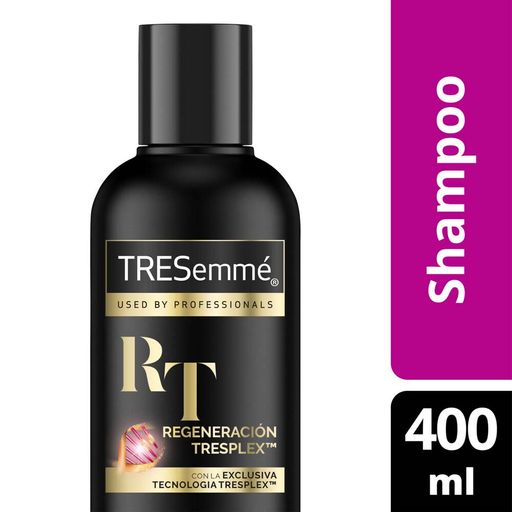 TRESemmé®
USED BY PROFESSIONALS
RT
REGENERACIÓN
TRESPLEX™
CON LA EXCLUSIVA
TECNOLOGIA TRESPLEX™
Shampoo
400
ml